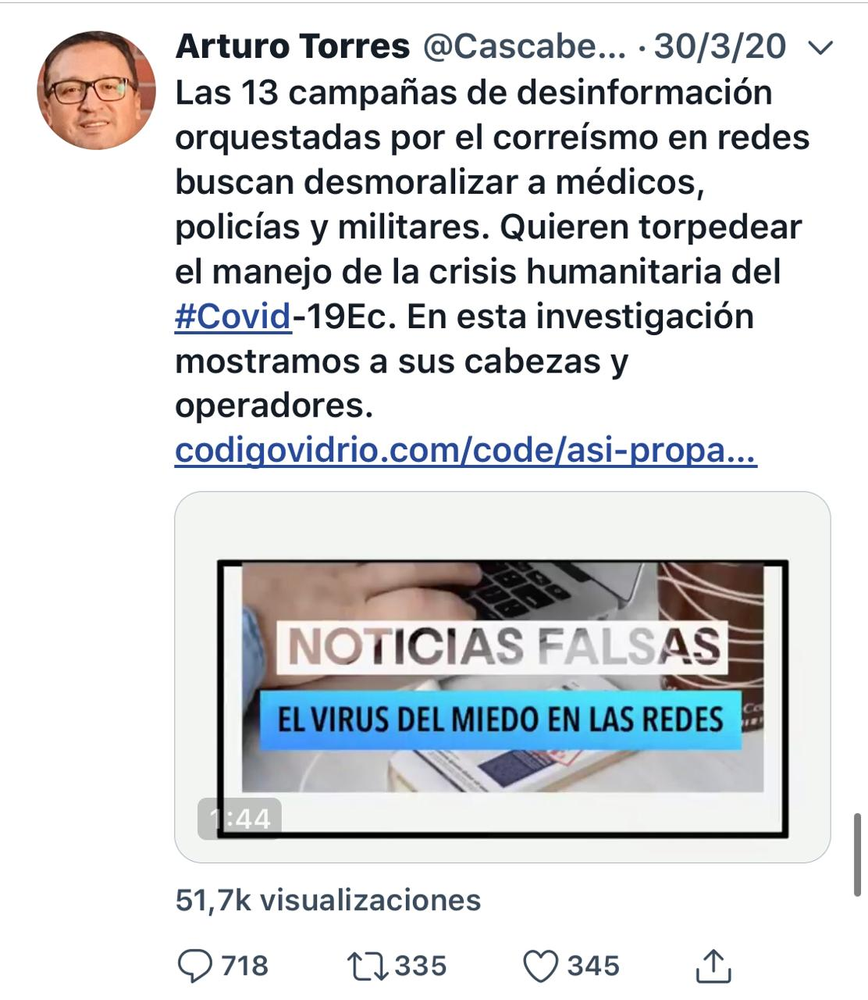 Arturo Torres @Cascabe... · 30/3/20
Las 13 campañas de desinformación
orquestadas por el correísmo en redes
buscan desmoralizar a médicos,
policías y militares. Quieren torpedear
el manejo de la crisis humanitaria del
#Covid-19Ec. En esta investigación
mostramos a sus cabezas y
operadores.
codigovidrio.com/code/asi-propa...
NOTICIAS FALSAS
EL VIRUS DEL MIEDO EN LAS REDES
1:44
51,7k visualizaciones
718 335 345